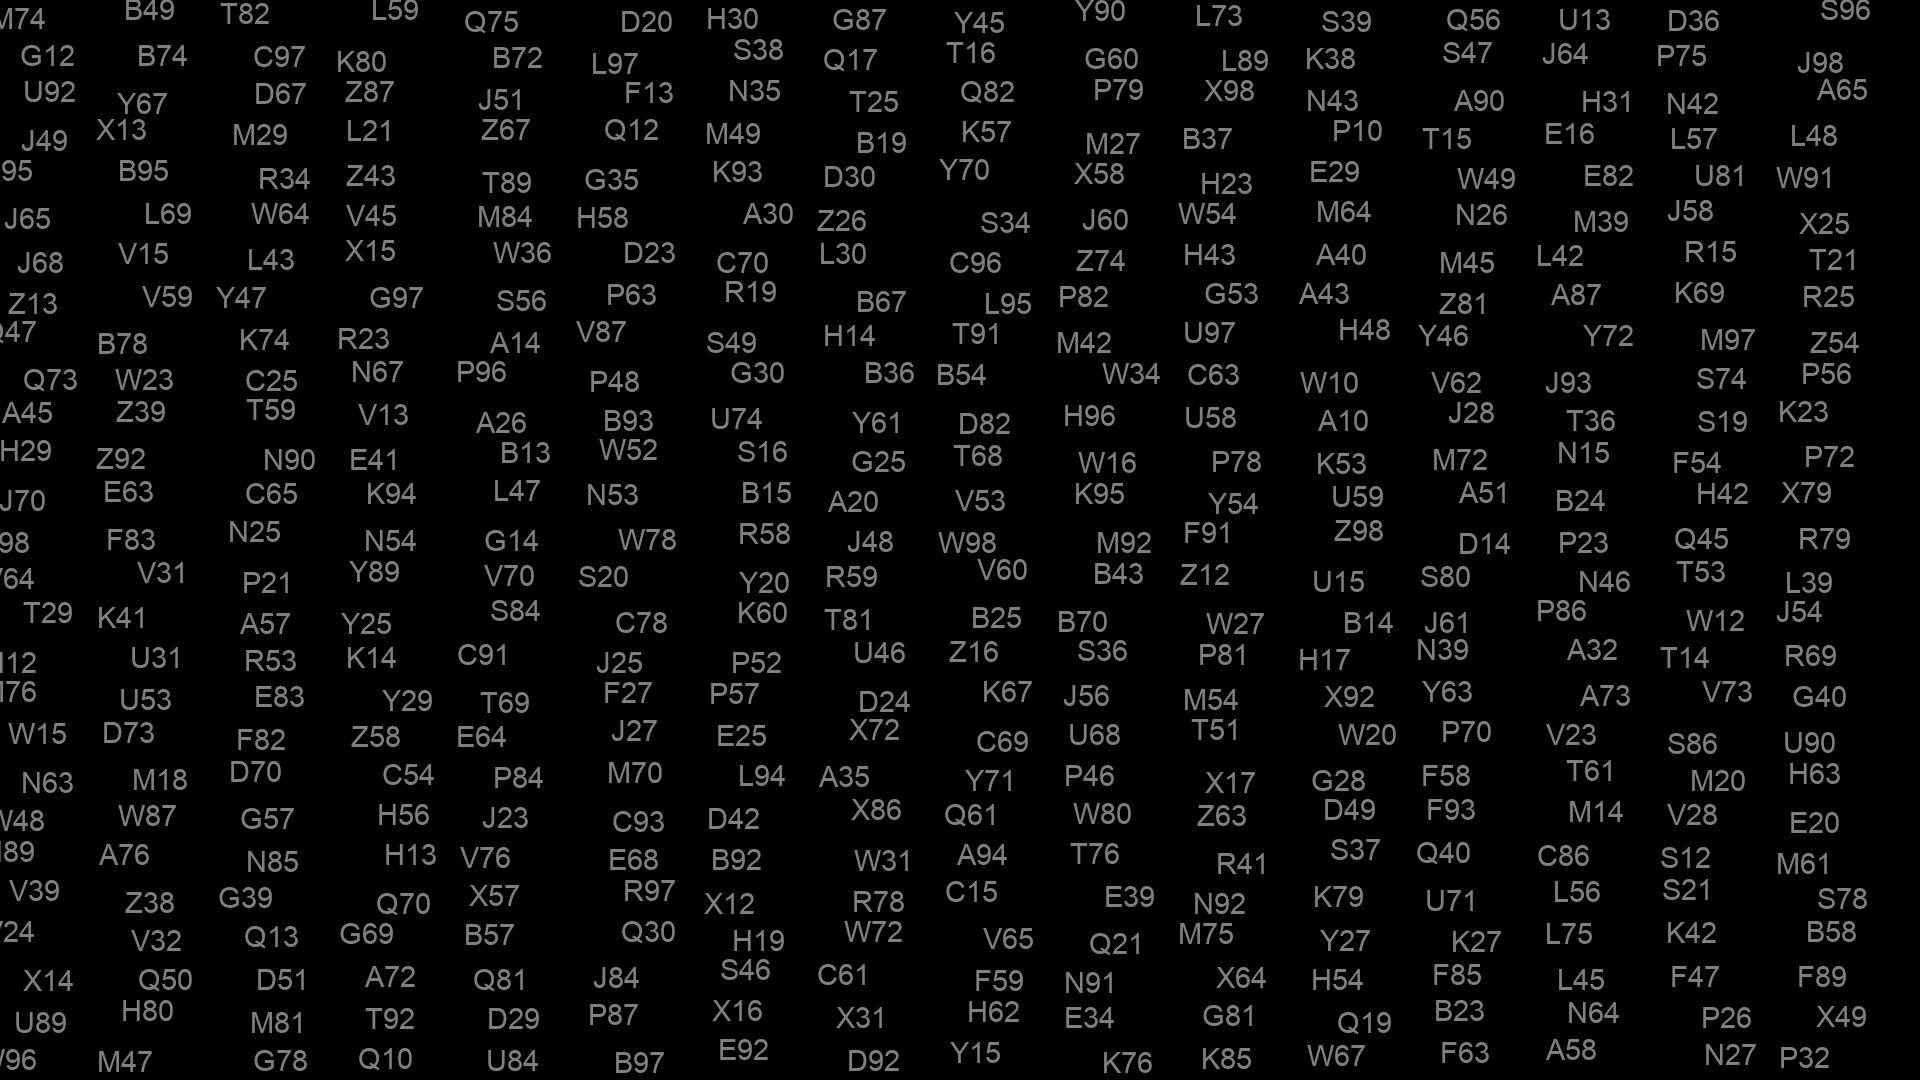 M74 B49 T82 L59 Q75 D20 H30 G87 Y45 Y90 L73 S39 Q56 U13 D36 S96
G12 B74 C97 K80 B72 L97 S38 Q17 T16 G60 L89 K38 S47 J64 P75 J98
U92 Y67 D67 Z87 J51 F13 N35 T25 Q82 P79 X98 N43 A90 H31 N42 A65
J49 X13 M29 L21 Z67 Q12 M49 B19 K57 M27 B37 P10 T15 E16 L57 L48
95 B95 R34 Z43 T89 G35 K93 D30 Y70 X58 H23 E29 W49 E82 U81 W91
J65 L69 W64 V45 M84 H58 A30 Z26 S34 J60 W54 M64 N26 M39 J58 X25
J68 V15 L43 X15 W36 D23 C70 L30 C96 Z74 H43 A40 M45 L42 R15 T21
Z13 V59 Y47 G97 S56 P63 R19 B67 L95 P82 G53 A43 Z81 A87 K69 R25
Q47 B78 K74 R23 A14 V87 S49 H14 T91 M42 U97 H48 Y46 Y72 M97 Z54
Q73 W23 C25 N67 P96 P48 G30 B36 B54 W34 C63 W10 V62 J93 S74 P56
A45 Z39 T59 V13 A26 B93 U74 Y61 D82 H96 U58 A10 J28 T36 S19 K23
H29 Z92 N90 E41 B13 W52 S16 G25 T68 W16 P78 K53 M72 N15 F54 P72
J70 E63 C65 K94 L47 N53 B15 A20 V53 K95 Y54 U59 A51 B24 H42 X79
98 F83 N25 N54 G14 W78 R58 J48 W98 M92 F91 Z98 D14 P23 Q45 R79
64 V31 P21 Y89 V70 S20 Y20 R59 V60 B43 Z12 U15 S80 N46 T53 L39
T29 K41 A57 Y25 S84 C78 K60 T81 B25 B70 W27 B14 J61 P86 W12 J54
12 U31 R53 K14 C91 J25 P52 U46 Z16 S36 P81 H17 N39 A32 T14 R69
76 U53 E83 Y29 T69 F27 P57 D24 K67 J56 M54 X92 Y63 A73 V73 G40
W15 D73 F82 Z58 E64 J27 E25 X72 C69 U68 T51 W20 P70 V23 S86 U90
N63 M18 D70 C54 P84 M70 L94 A35 Y71 P46 X17 G28 F58 T61 M20 H63
W48 W87 G57 H56 J23 C93 D42 X86 Q61 W80 Z63 D49 F93 M14 V28 E20
89 A76 N85 H13 V76 E68 B92 W31 A94 T76 R41 S37 Q40 C86 S12 M61
V39 Z38 G39 Q70 X57 R97 X12 R78 C15 E39 N92 K79 U71 L56 S21 S78
24 V32 Q13 G69 B57 Q30 H19 W72 V65 Q21 M75 Y27 K27 L75 K42 B58
X14 Q50 D51 A72 Q81 J84 S46 C61 F59 N91 X64 H54 F85 L45 F47 F89
U89 H80 M81 T92 D29 P87 X16 X31 H62 E34 G81 Q19 B23 N64 P26 X49
96 M47 G78 Q10 U84 B97 E92 D92 Y15 K76 K85 W67 F63 A58 N27 P32